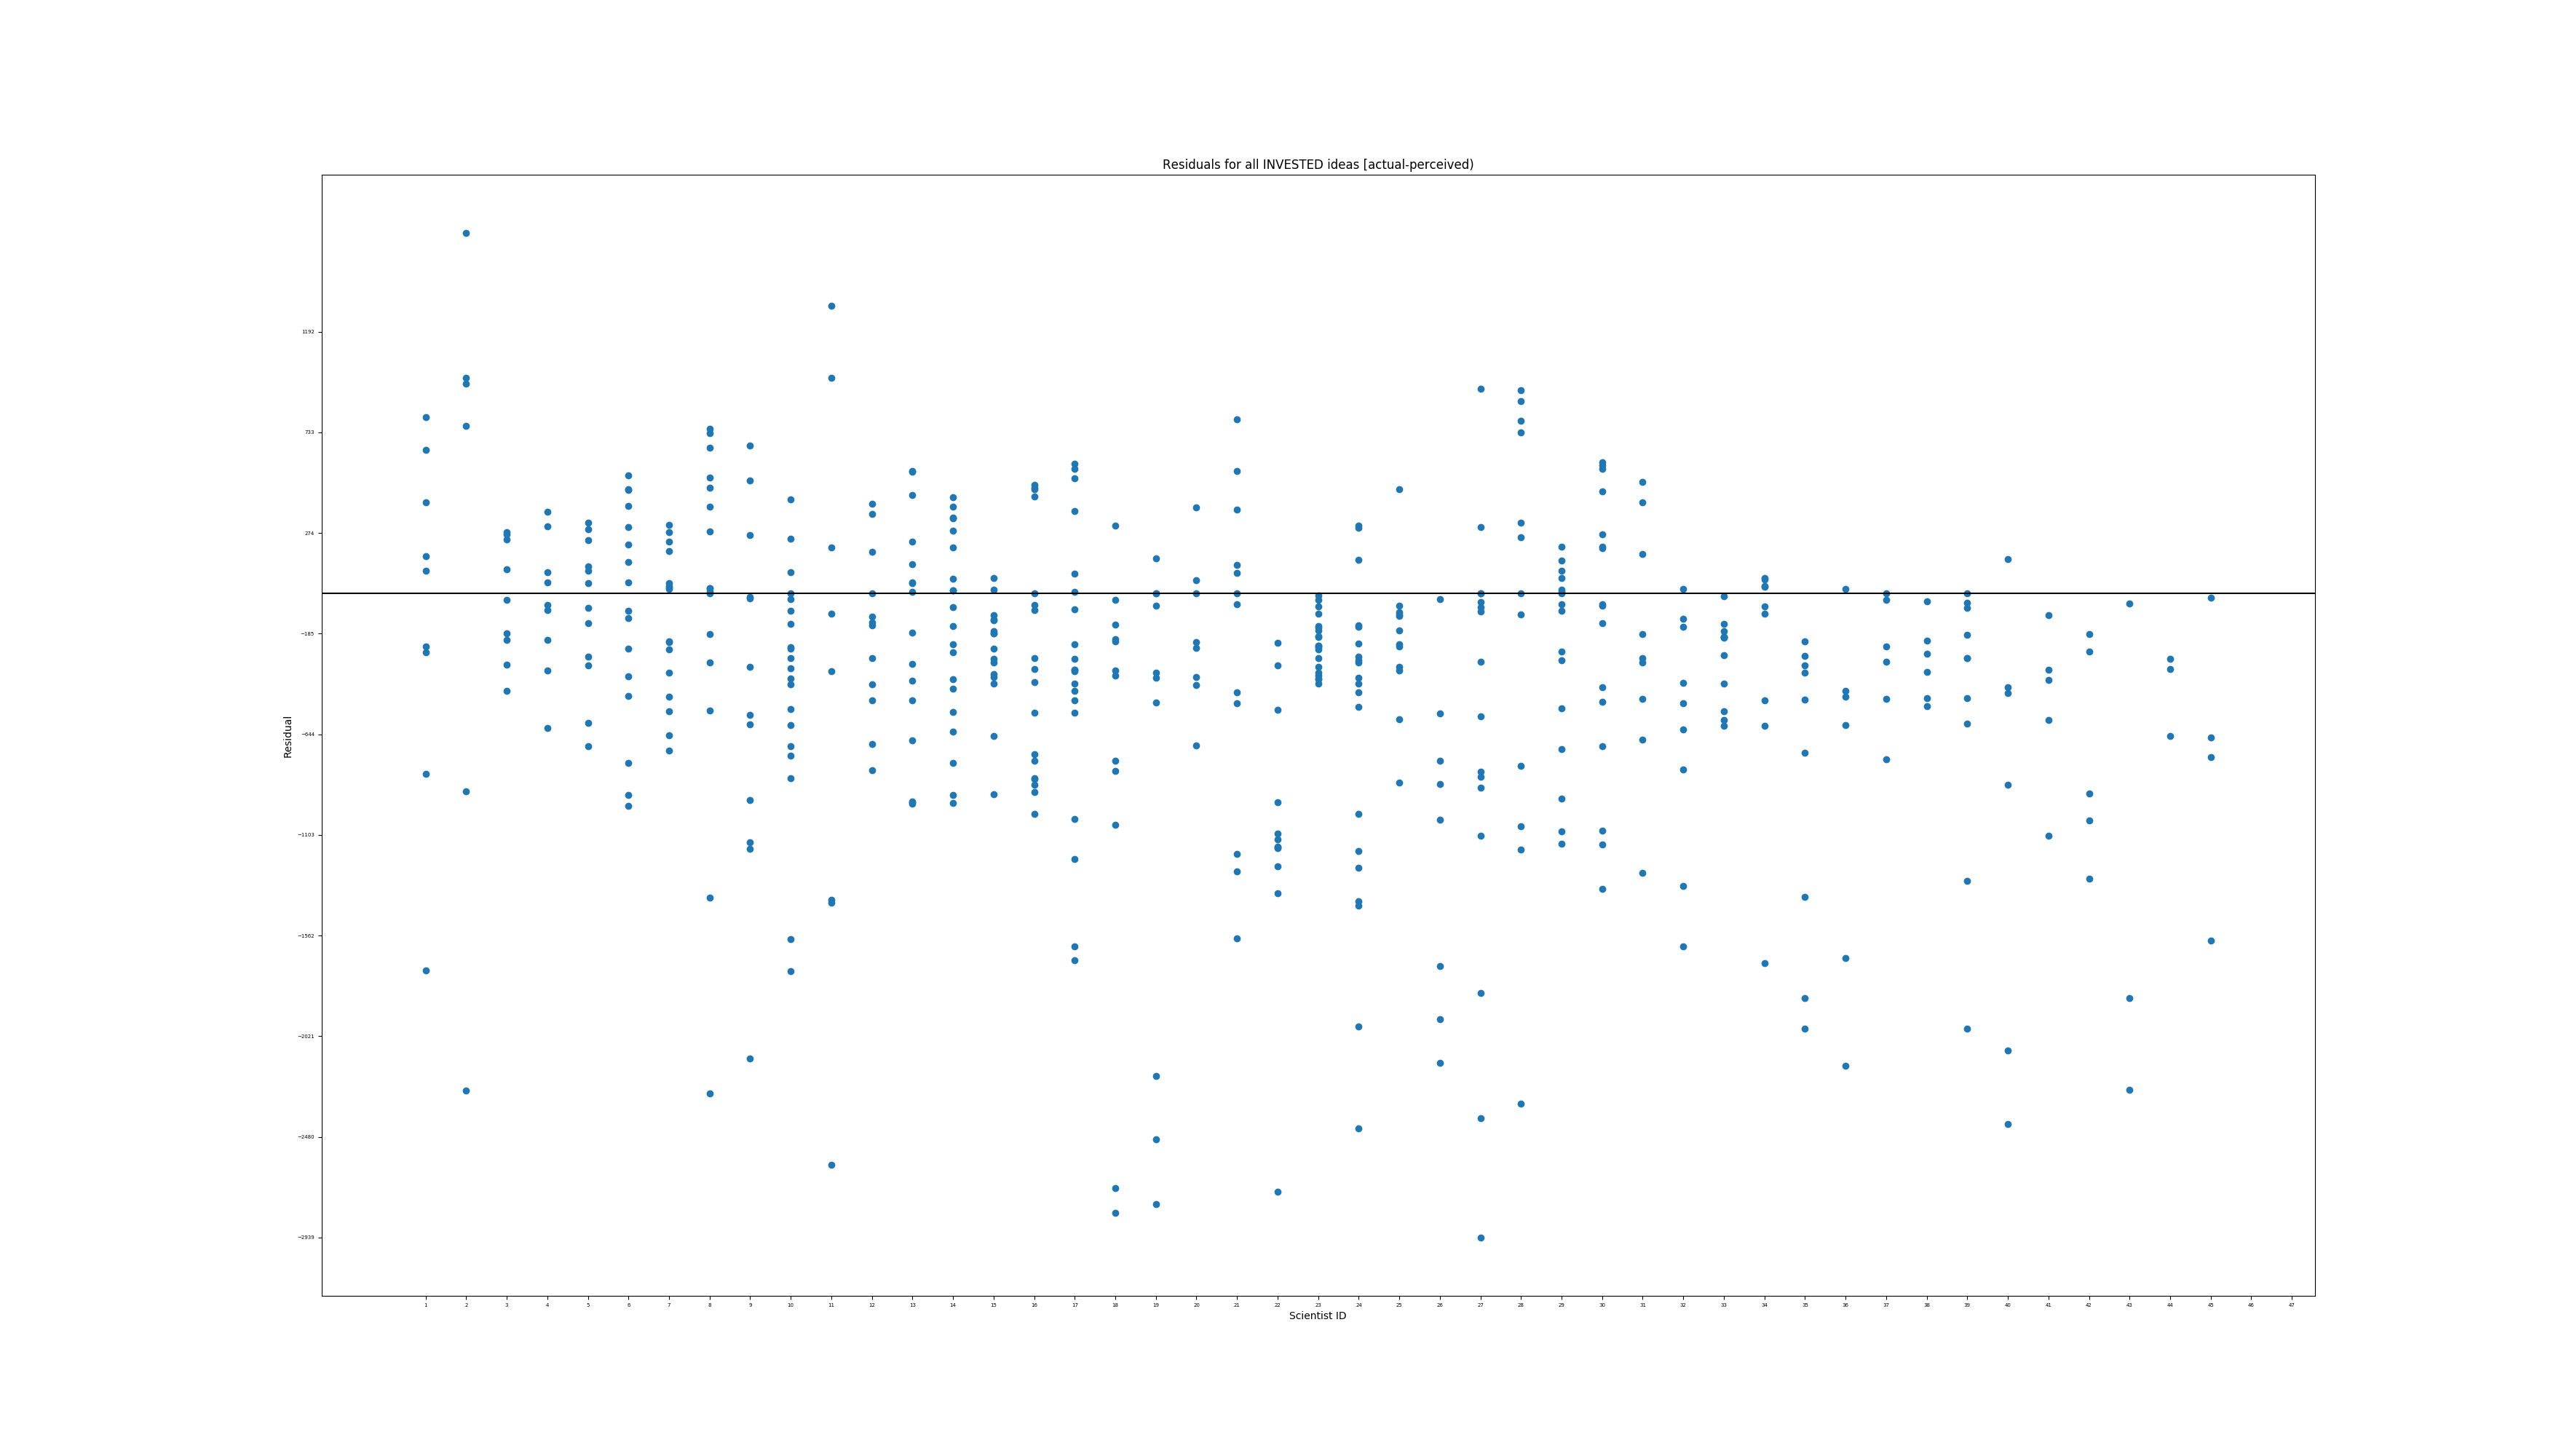 Residuals for all INVESTED ideas [actual-perceived)
1192
733
274
−185
−644
−1103
−1562
−2021
−2480
−2939
Residual
1 2 3 4 5 6 7 8 9 10 11 12 13 14 15 16 17 18 19 20 21 22 23 24 25 26 27 28 29 30 31 32 33 34 35 36 37 38 39 40 41 42 43 44 45 46 47
Scientist ID